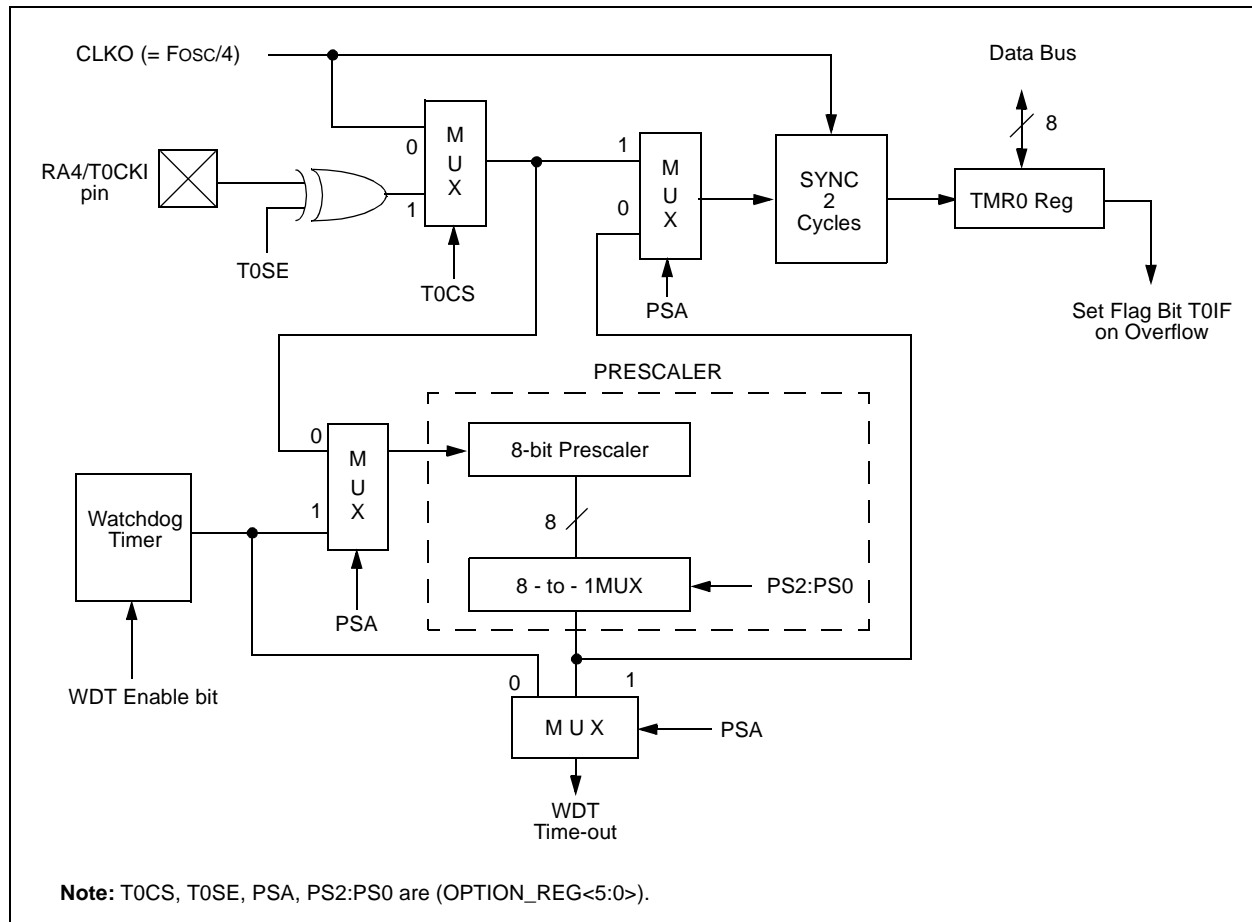 CLKO (= FOSC/4)
Data Bus
8
M
U
X
0
1
RA4/T0CKI
pin
T0SE
T0CS
1
0
M
U
X
PSA
SYNC
2
Cycles
TMR0 Reg
Set Flag Bit T0IF
on Overflow
PRESCALER
0
1
M
U
X
PSA
8-bit Prescaler
8
8 - to - 1MUX
PS2:PS0
Watchdog
Timer
WDT Enable bit
0
1
M U X
PSA
WDT
Time-out
Note: T0CS, T0SE, PSA, PS2:PS0 are (OPTION_REG<5:0>).